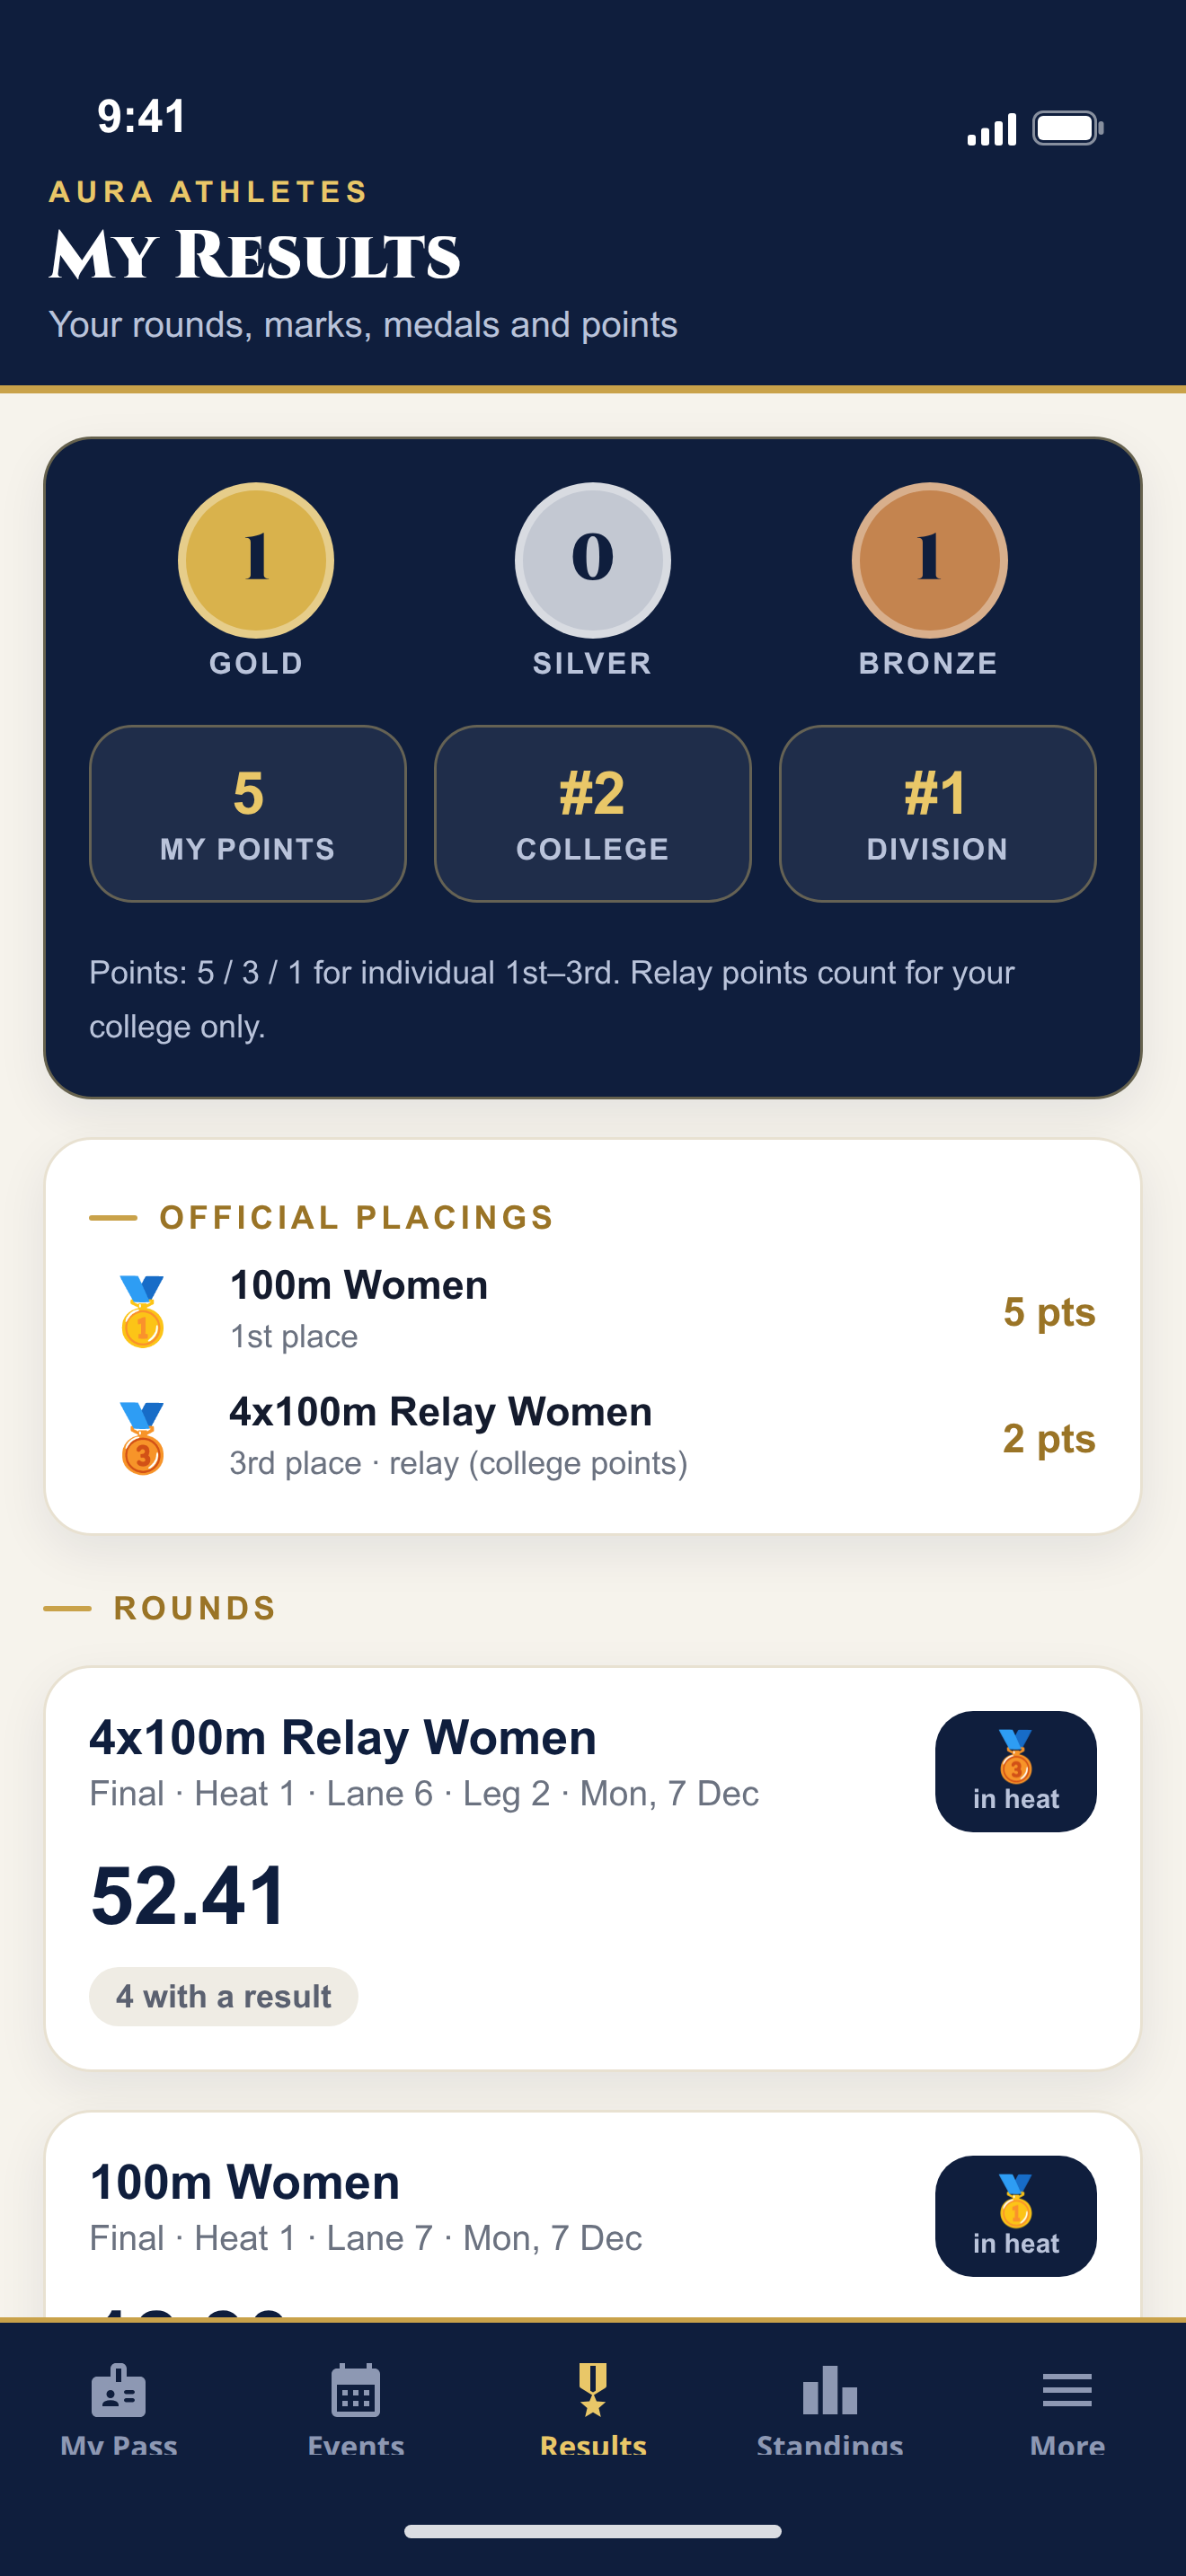 9:41
AURA ATHLETES
My Results
Your rounds, marks, medals and points
1
0
1
GOLD
SILVER
BRONZE
5
#2
#1
MY POINTS
COLLEGE
DIVISION
Points: 5 / 3 / 1 for individual 1st–3rd. Relay points count for your
college only.
OFFICIAL PLACINGS
1
100m Women
1st place
5 pts
3
4x100m Relay Women
3rd place · relay (college points)
2 pts
ROUNDS
4x100m Relay Women
Final · Heat 1 · Lane 6 · Leg 2 · Mon, 7 Dec
3
in heat
52.41
4 with a result
100m Women
Final · Heat 1 · Lane 7 · Mon, 7 Dec
1
in heat
My Pass
Events
Results
Standings
More